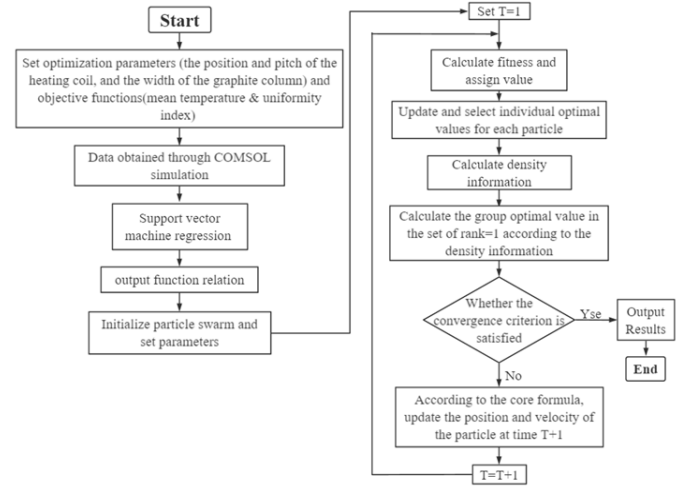 Start
Set optimization parameters (the position and pitch of the
heating coil, and the width of the graphite column) and
objective functions(mean temperature & uniformity
index)
Data obtained through COMSOL
simulation
Support vector
machine regression
output function relation
Initialize particle swarm and
set parameters
Set T=1
Calculate fitness and
assign value
Update and select individual optimal
values for each particle
Calculate density
information
Calculate the group optimal value in
the set of rank=1 according to the
density information
Whether the
convergence criterion is
satisfied
Yse
Output
Results
End
No
According to the core formula,
update the position and velocity of
the particle at time T+1
T=T+1